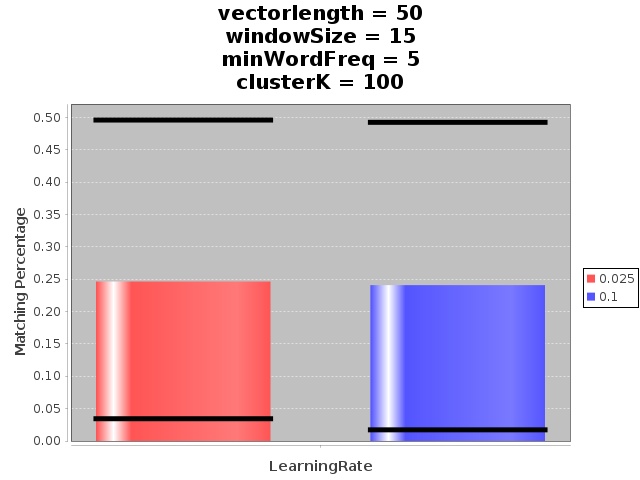 vectorlength = 50
windowSize = 15
minWordFreq = 5
clusterK = 100
0.50
0.45
0.40
0.35
0.30
0.25
0.20
0.15
0.10
0.05
0.00
Matching Percentage
LearningRate
0.025
0.1